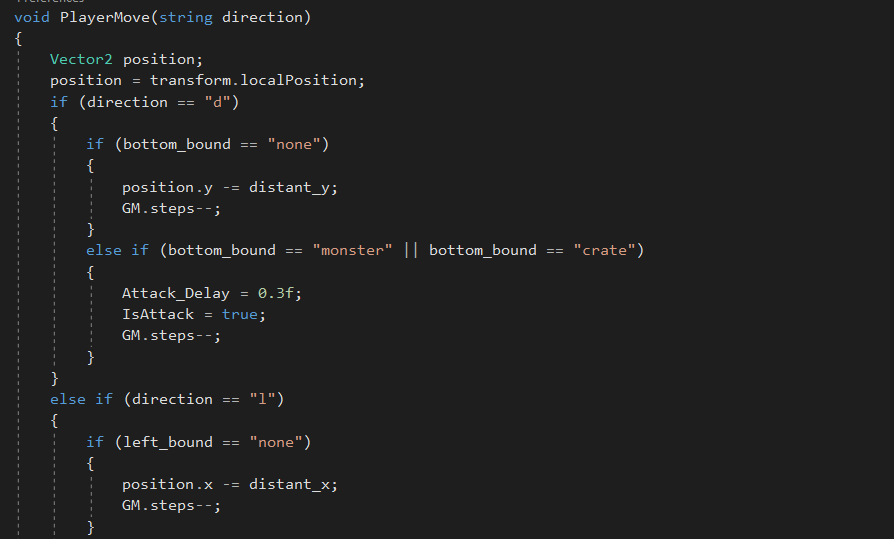 void PlayerMove(string direction)
{
Vector2 position;
position = transform.localPosition;
if (direction == "d")
{
if (bottom_bound == "none")
{
position.y -= distant_y;
GM.steps--;
}
else if (bottom_bound == "monster" || bottom_bound == "crate")
{
Attack_Delay = 0.3f;
IsAttack = true;
GM.steps--;
}
}
else if (direction == "l")
{
if (left_bound == "none")
{
position.x -= distant_x;
GM.steps--;
}